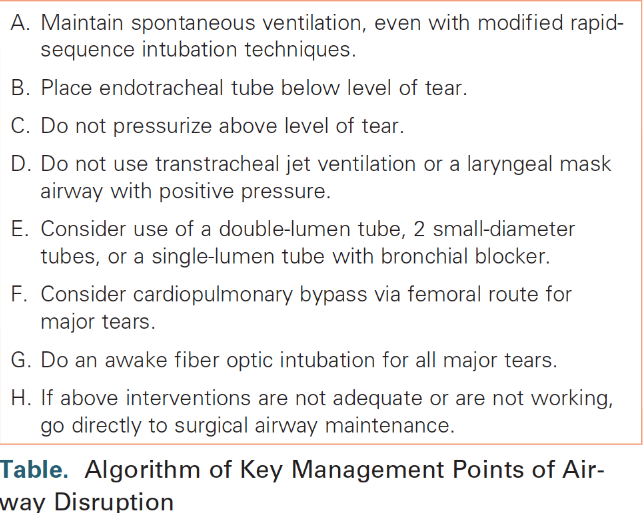 A. Maintain spontaneous ventilation, even with modified rapid-
sequence intubation techniques.
B. Place endotracheal tube below level of tear.
C. Do not pressurize above level of tear.
D. Do not use transtracheal jet ventilation or a laryngeal mask
airway with positive pressure.
E. Consider use of a double-lumen tube, 2 small-diameter
tubes, or a single-lumen tube with bronchial blocker.
F. Consider cardiopulmonary bypass via femoral route for
major tears.
G. Do an awake fiber optic intubation for all major tears.
H. If above interventions are not adequate or are not working,
go directly to surgical airway maintenance.
Table. Algorithm of Key Management Points of Air-
way Disruption